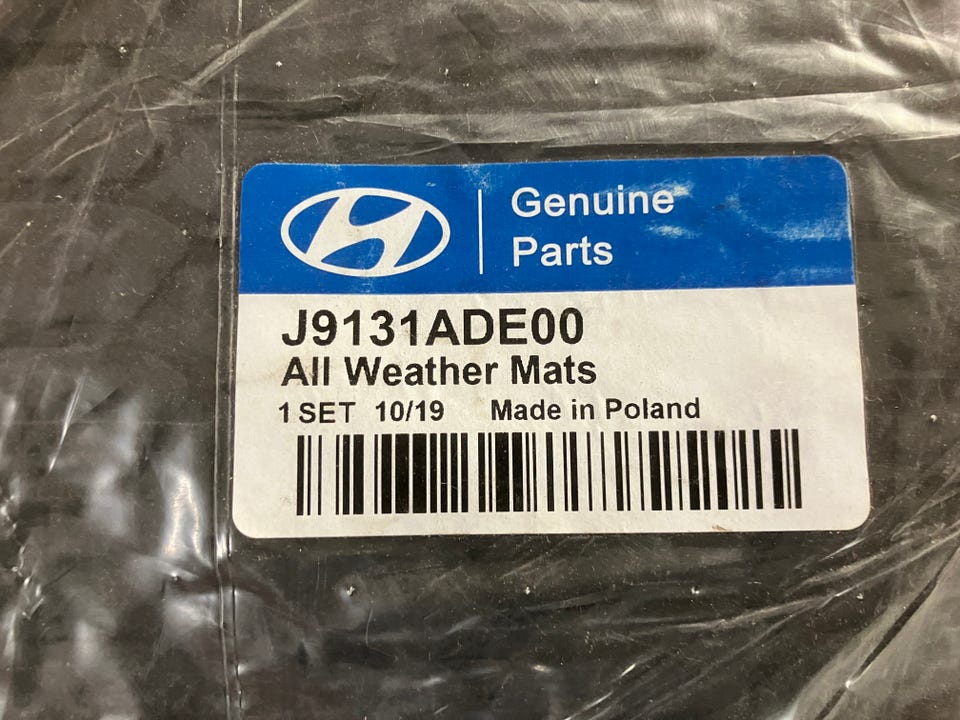 Genuine
Parts
J9131ADE00
All Weather Mats
1 SET 10/19 Made in Poland